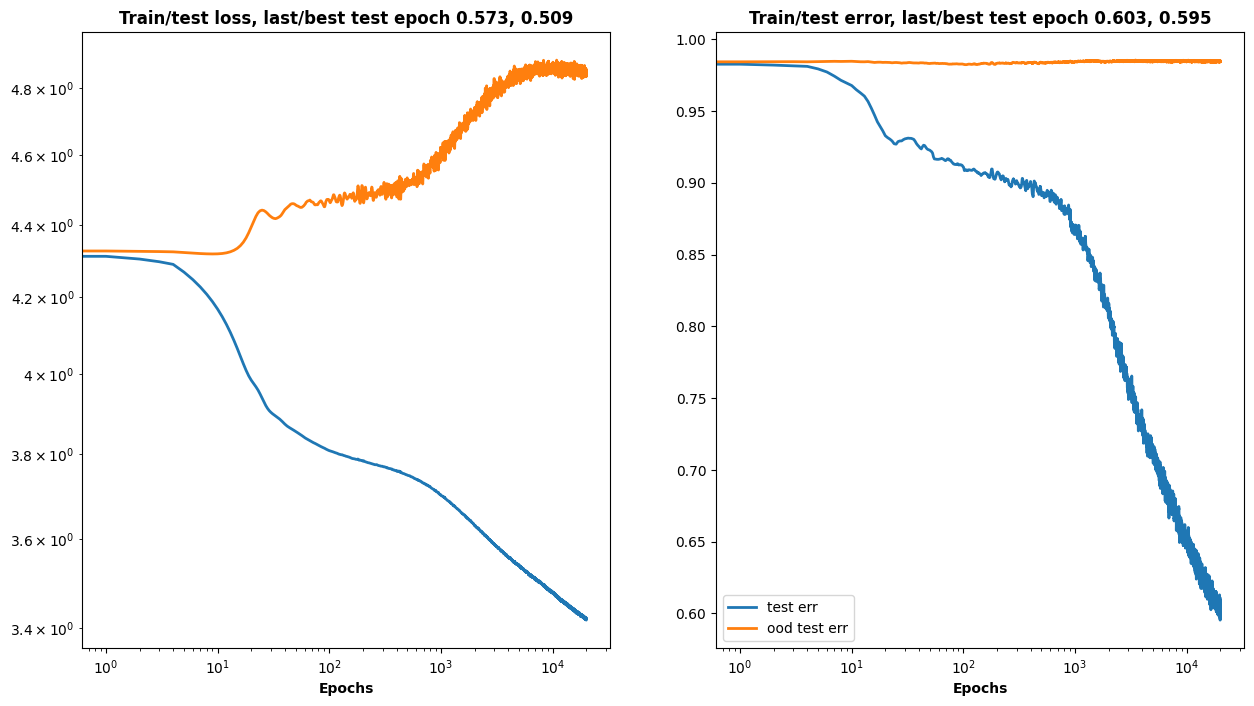 Train/test loss, last/best test epoch 0.573, 0.509
4.8 × 10⁰
4.6 × 10⁰
4.4 × 10⁰
4.2 × 10⁰
4 × 10⁰
3.8 × 10⁰
3.6 × 10⁰
3.4 × 10⁰
10⁰ 10¹ 10² 10³ 10⁴
Epochs
Train/test error, last/best test epoch 0.603, 0.595
1.00
0.95
0.90
0.85
0.80
0.75
0.70
0.65
0.60
test err
ood test err
10⁰ 10¹ 10² 10³ 10⁴
Epochs